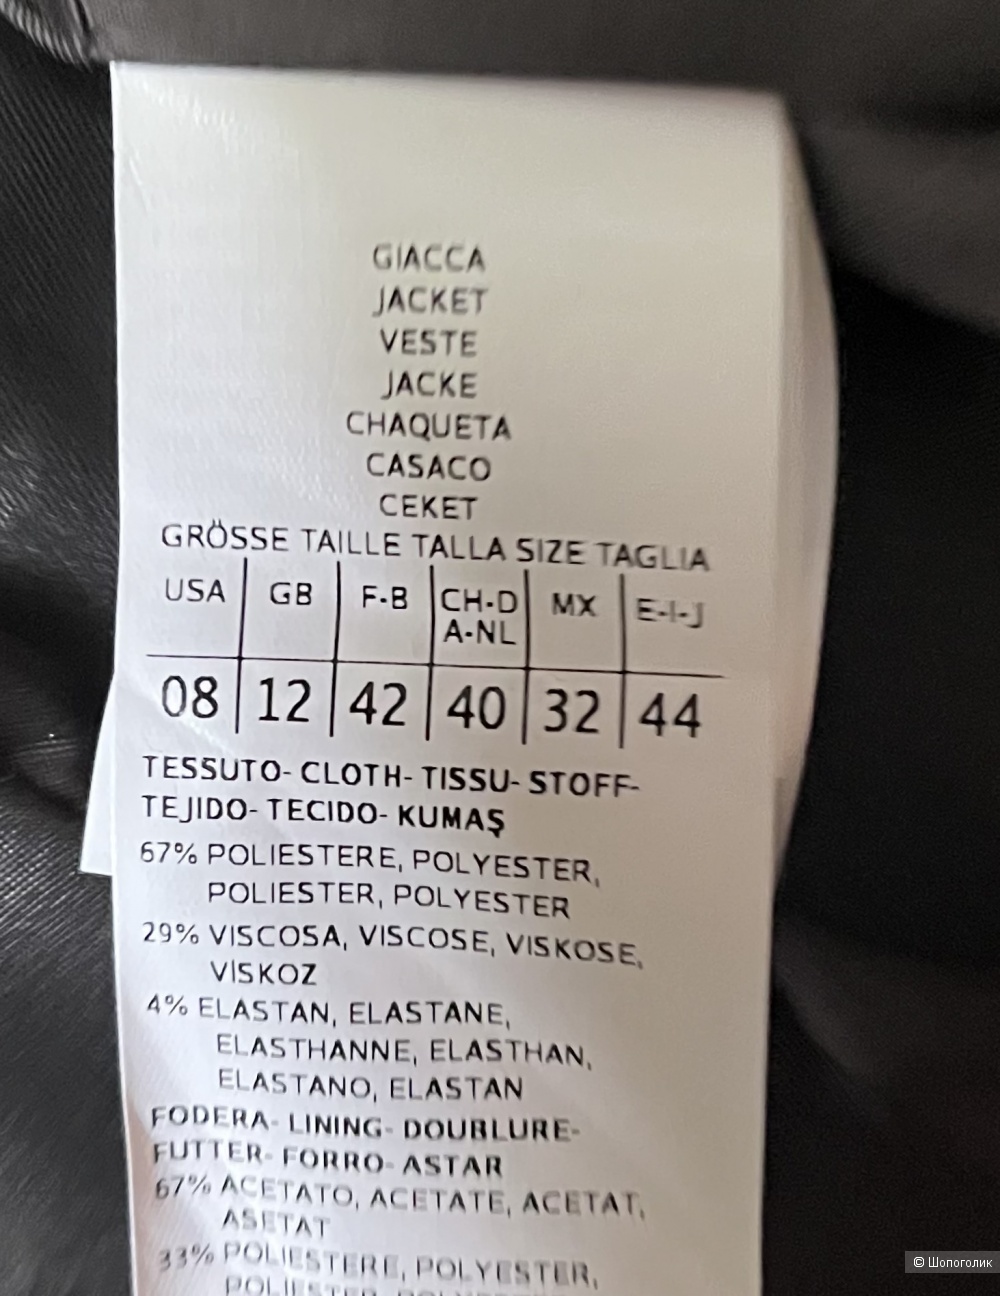 GIACCA
JACKET
VESTE
JACKE
CHAQUETA
CASACO
CEKET
GRÖSSE TAILLE TALLA SIZE TAGLIA
USA GB F-B CH-D A-NL MX E-I-J
08 12 42 40 32 44
TESSUTO- CLOTH- TISSU- STOFF-
TEJIDO- TECIDO- KUMAŞ
67% POLIESTERE, POLYESTER,
POLIESTER, POLYESTER
29% VISCOSA, VISCOSE, VISKOSE,
VISKOZ
4% ELASTAN, ELASTANE,
ELASTHANNE, ELASTHAN,
ELASTANO, ELASTAN
FODERA- LINING- DOUBLURE-
FUTTER- FORRO- ASTAR
67% ACETATO, ACETATE, ACETAT,
ASETAT
33% POLIESTERE, POLYESTER,
POLIESTER, POLYESTER
© Шопоголик